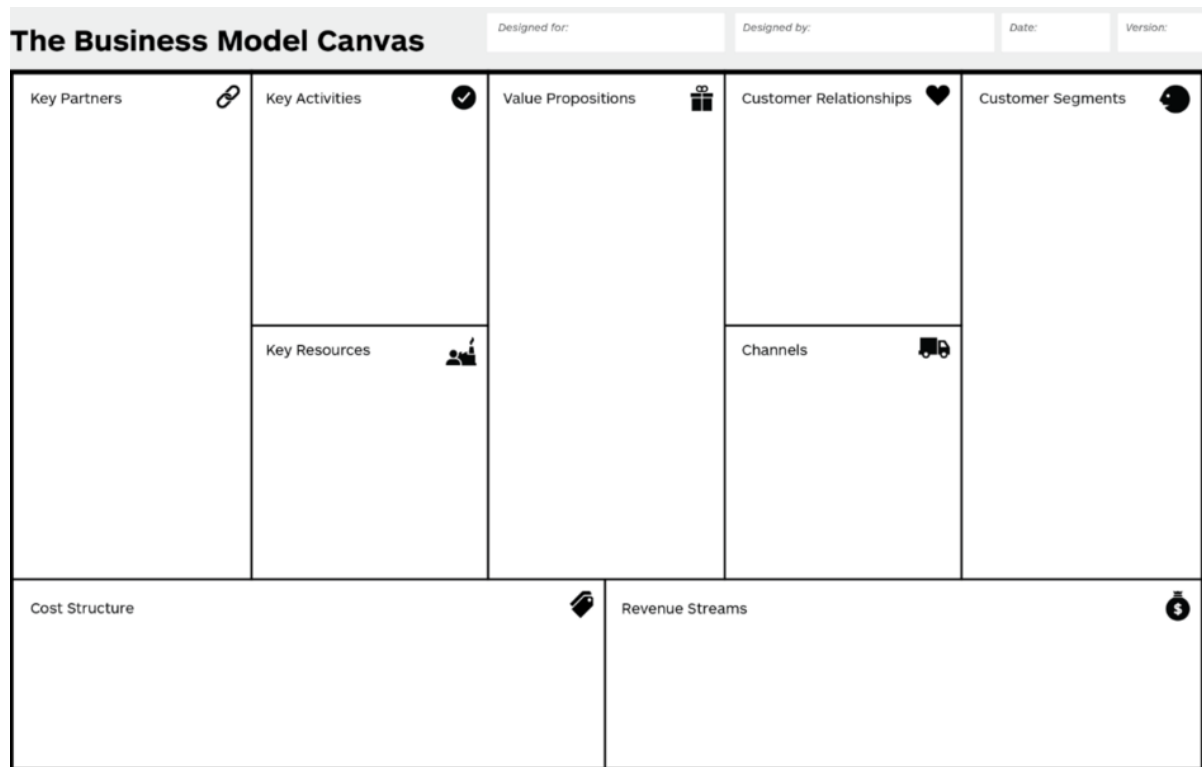 The Business Model Canvas
Designed for:
Designed by:
Date:
Version:
Key Partners
Key Activities
Value Propositions
Customer Relationships
Customer Segments
Key Resources
Channels
Cost Structure
Revenue Streams
$